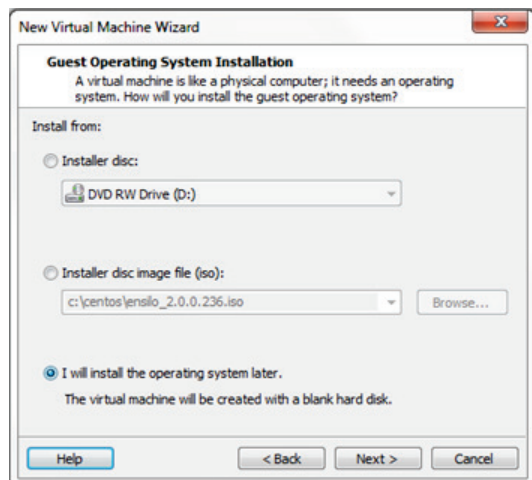 New Virtual Machine Wizard
Guest Operating System Installation
A virtual machine is like a physical computer; it needs an operating
system. How will you install the guest operating system?
Install from:
Installer disc:
DVD RW Drive (D:)
Installer disc image file (iso):
c:\centos\ensilo_2.0.0.236.iso Browse...
I will install the operating system later.
The virtual machine will be created with a blank hard disk.
Help < Back Next > Cancel